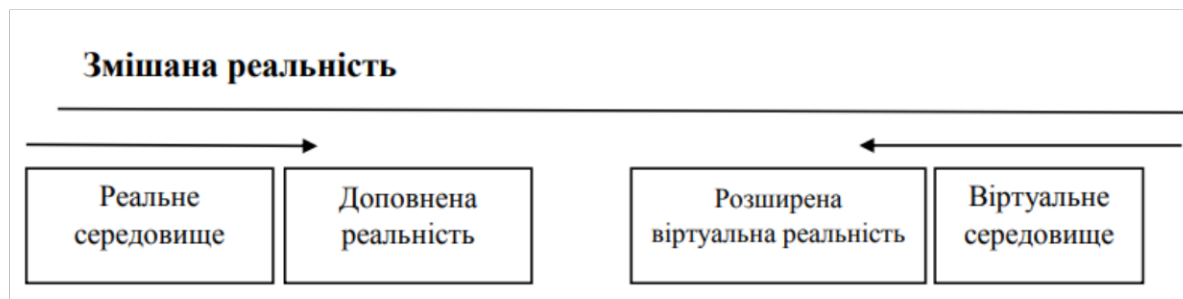 Змішана реальність
Реальне
середовище
Доповнена
реальність
Розширена
віртуальна реальність
Віртуальне
середовище